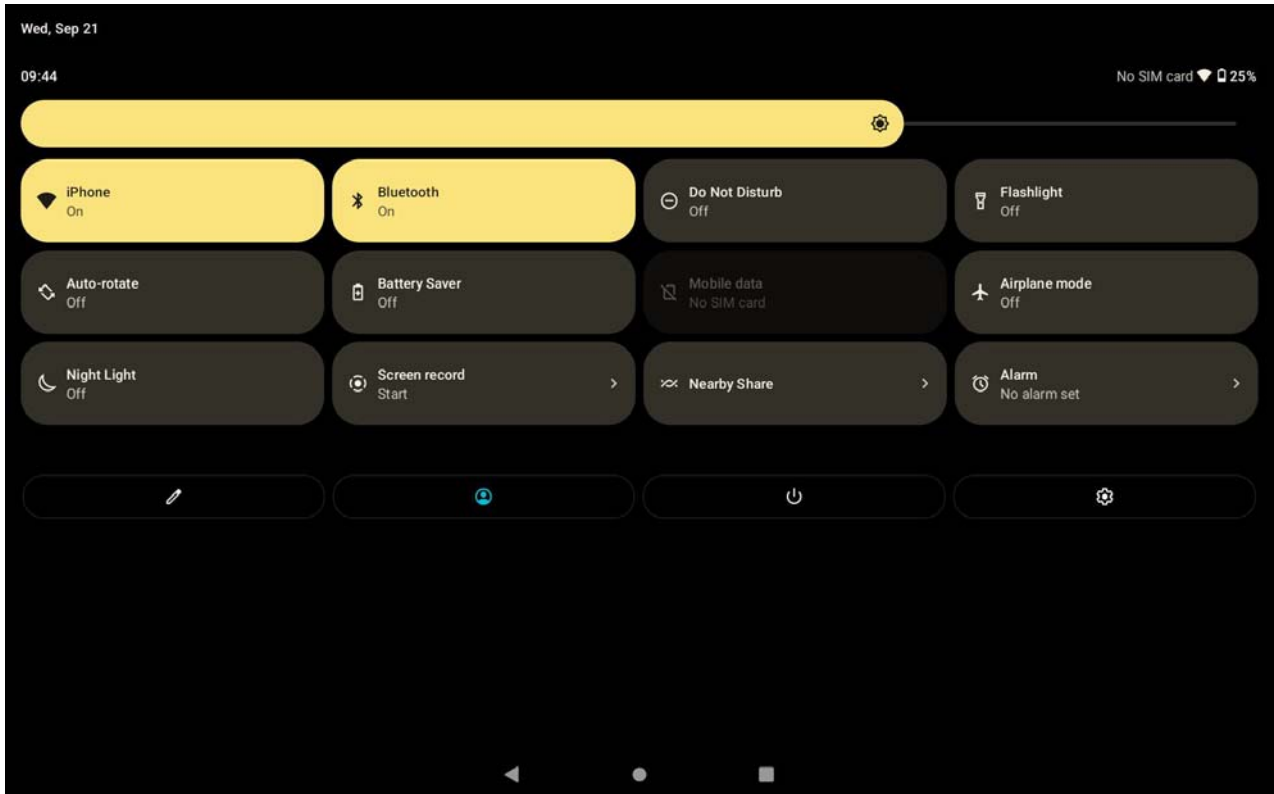 Wed, Sep 21
09:44
No SIM card 25%
iPhone
On
Bluetooth
On
Do Not Disturb
Off
Flashlight
Off
Auto-rotate
Off
Battery Saver
Off
Mobile data
No SIM card
Airplane mode
Off
Night Light
Off
Screen record
Start
Nearby Share
Alarm
No alarm set